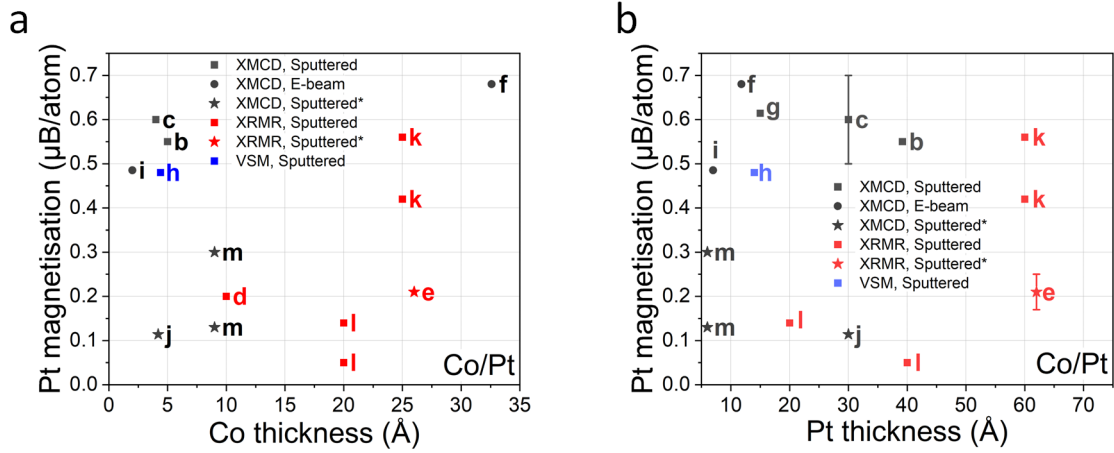 a
Pt magnetisation (µB/atom)
0.7
0.6
0.5
0.4
0.3
0.2
0.1
0.0
XMCD, Sputtered
XMCD, E-beam
XMCD, Sputtered*
XRMR, Sputtered
XRMR, Sputtered*
VSM, Sputtered
f
c
b
k
i
h
k
m
d
e
m
l
j
l
Co/Pt
0 5 10 15 20 25 30 35
Co thickness (Å)
b
Pt magnetisation (µB/atom)
0.7
0.6
0.5
0.4
0.3
0.2
0.1
0.0
f
g
c
b
k
i
h
k
XMCD, Sputtered
XMCD, E-beam
XMCD, Sputtered*
XRMR, Sputtered
XRMR, Sputtered*
VSM, Sputtered
m
e
m
l
j
l
Co/Pt
10 20 30 40 50 60 70
Pt thickness (Å)